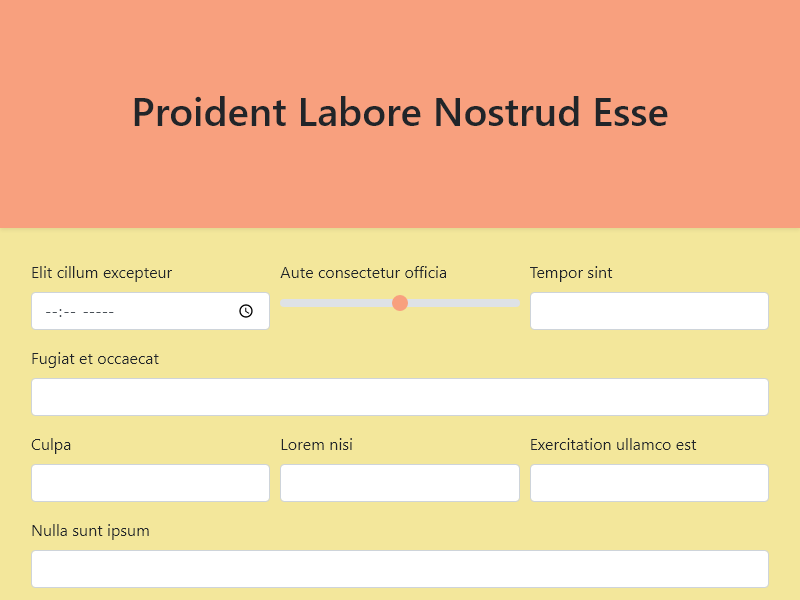 Proident Labore Nostrud Esse
Elit cillum excepteur
Aute consectetur officia
Tempor sint
--:-- -----
Fugiat et occaecat
Culpa
Lorem nisi
Exercitation ullamco est
Nulla sunt ipsum